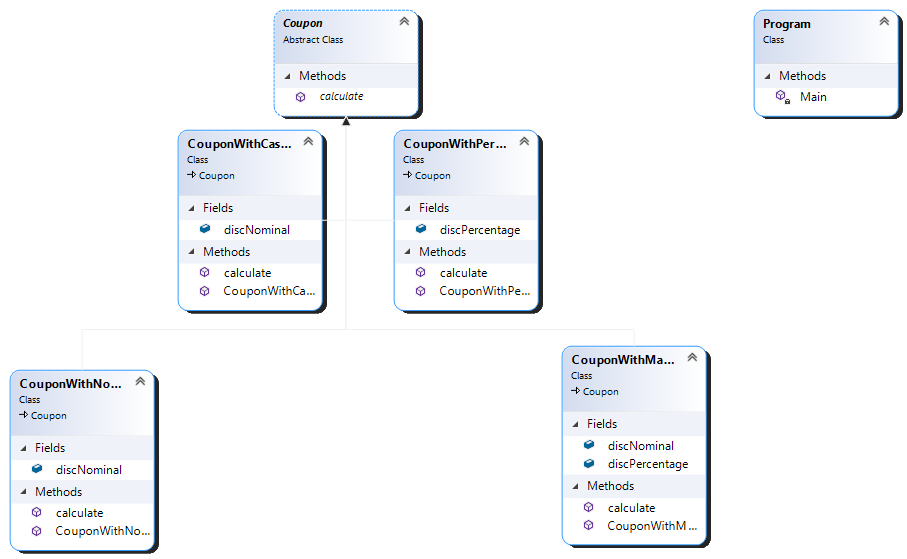 Coupon
Abstract Class
Methods
calculate
Program
Class
Methods
Main
CouponWithCas...
Class
Coupon
Fields
discNominal
Methods
calculate
CouponWithCa...
CouponWithPer...
Class
Coupon
Fields
discPercentage
Methods
calculate
CouponWithPe...
CouponWithNo...
Class
Coupon
Fields
discNominal
Methods
calculate
CouponWithNo...
CouponWithMa...
Class
Coupon
Fields
discNominal
discPercentage
Methods
calculate
CouponWithM...